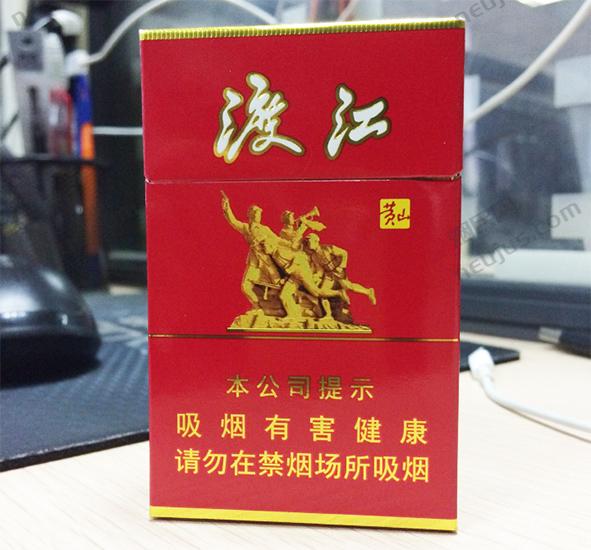 渡江
黄山
本公司提示
吸烟有害健康
请勿在禁烟场所吸烟